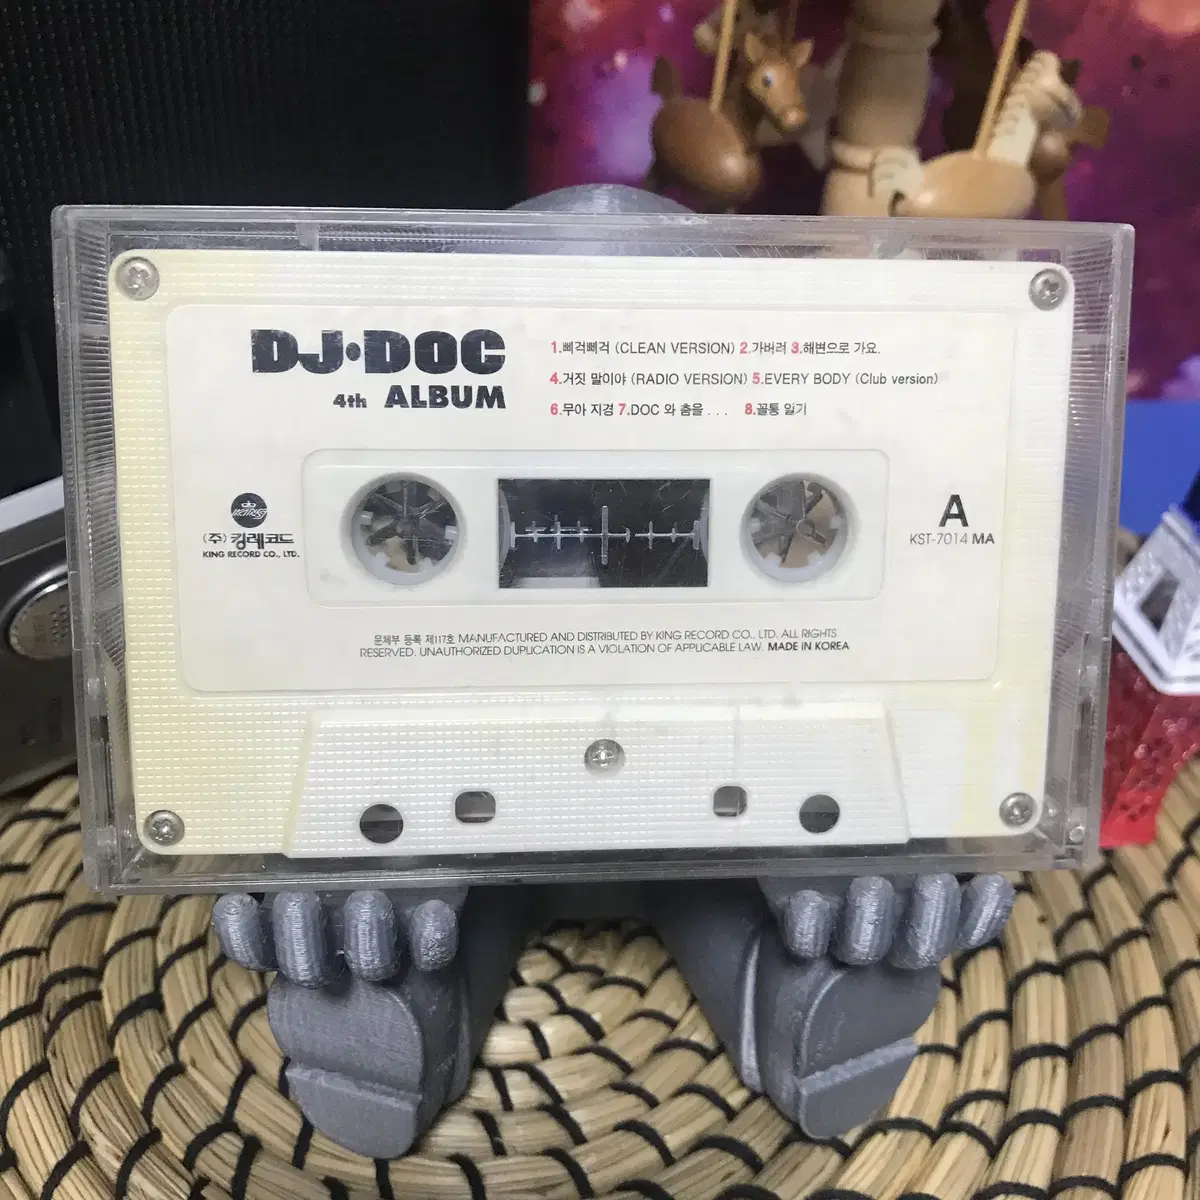 DJ·DOC
4th ALBUM
1.삐걱삐걱 (CLEAN VERSION) 2.가버려 3.해변으로 가요.
4.거짓 말이야 (RADIO VERSION) 5.EVERY BODY (Club version)
6.무아 지경 7.DOC 와 춤을 . . . 8.꼴통 일기
KING
(주) 킹레코드
KING RECORD CO., LTD.
A
KST-7014 MA
문체부 등록 제117호 MANUFACTURED AND DISTRIBUTED BY KING RECORD CO., LTD. ALL RIGHTS
RESERVED. UNAUTHORIZED DUPLICATION IS A VIOLATION OF APPLICABLE LAW. MADE IN KOREA